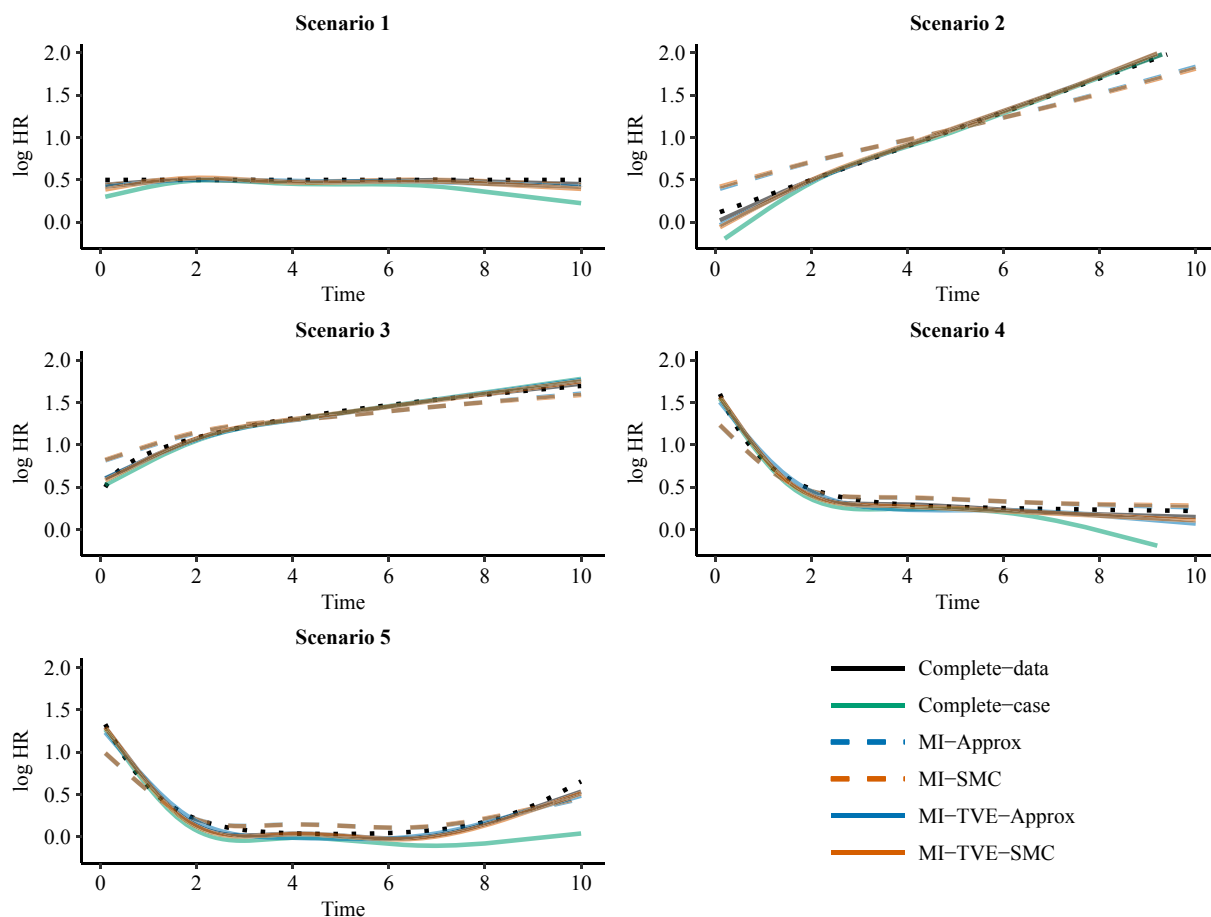 Scenario 1
2.0
1.5
1.0
0.5
0.0
log HR
0 2 4 6 8 10
Time
Scenario 2
2.0
1.5
1.0
0.5
0.0
log HR
0 2 4 6 8 10
Time
Scenario 3
2.0
1.5
1.0
0.5
0.0
log HR
0 2 4 6 8 10
Time
Scenario 4
2.0
1.5
1.0
0.5
0.0
log HR
0 2 4 6 8 10
Time
Scenario 5
2.0
1.5
1.0
0.5
0.0
log HR
0 2 4 6 8 10
Time
Complete−data
Complete−case
MI−Approx
MI−SMC
MI−TVE−Approx
MI−TVE−SMC